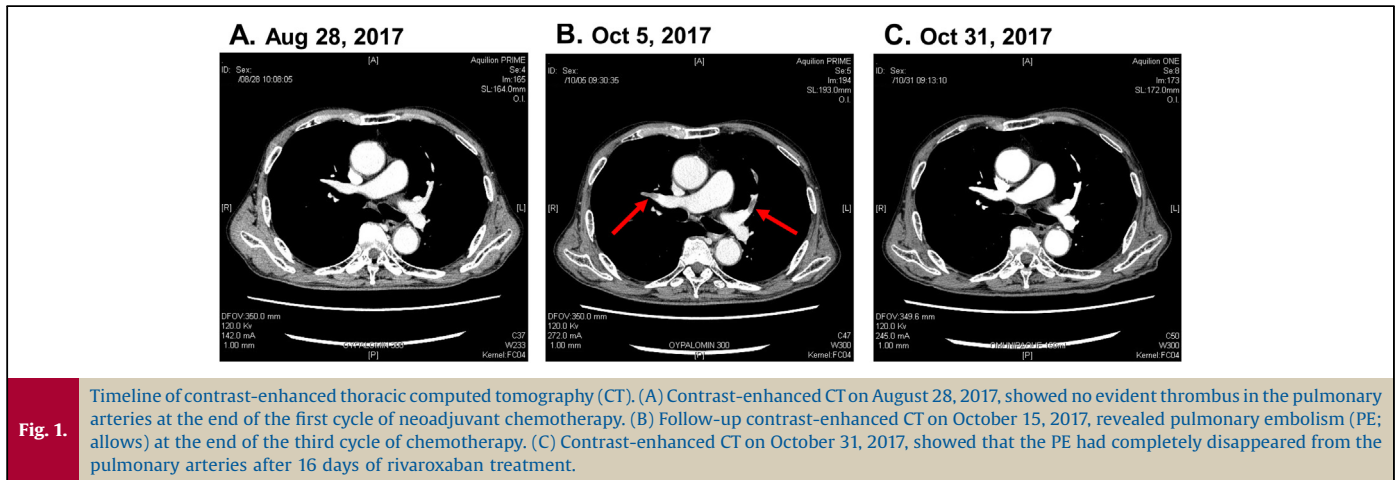 A. Aug 28, 2017
B. Oct 5, 2017
C. Oct 31, 2017
[A]
Aquilion PRIME
ID: Sex:
Se:4
/08/28 10:08:05
Im:165
SL:164.0mm
O.I.
[R]
[L]
DFOV:350.0 mm
120.0 Kv
142.0 mA
1.00 mm
C37
W233
Kernel:FC04
[P]
[A]
Aquilion PRIME
ID: Sex:
Se:5
/10/05 09:30:35
Im:194
SL:193.0mm
O.I.
[R]
[L]
DFOV:350.0 mm
120.0 Kv
272.0 mA
1.00 mm
OYPALOMIN 300
C47
W300
Kernel:FC04
[P]
[A]
Aquilion ONE
ID: Sex:
Se:8
/10/31 09:13:10
Im:173
SL:172.0mm
O.I.
[R]
[L]
DFOV:349.6 mm
120.0 Kv
245.0 mA
1.00 mm
C50
W300
Kernel:FC04
[P]
Fig. 1.
Timeline of contrast-enhanced thoracic computed tomography (CT). (A) Contrast-enhanced CT on August 28, 2017, showed no evident thrombus in the pulmonary
arteries at the end of the first cycle of neoadjuvant chemotherapy. (B) Follow-up contrast-enhanced CT on October 15, 2017, revealed pulmonary embolism (PE;
allows) at the end of the third cycle of chemotherapy. (C) Contrast-enhanced CT on October 31, 2017, showed that the PE had completely disappeared from the
pulmonary arteries after 16 days of rivaroxaban treatment.